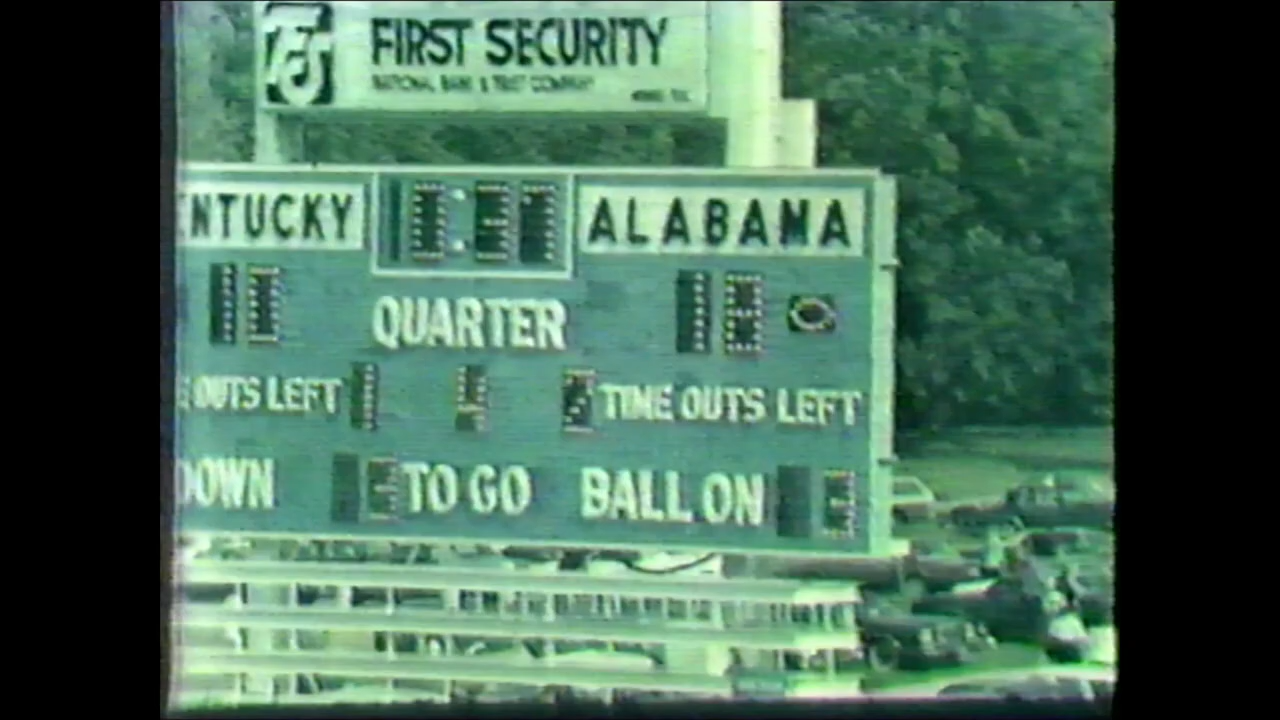 FIRST SECURITY
NATIONAL BANK & TRUST COMPANY
NTUCKY
ALABAMA
QUARTER
E OUTS LEFT
TIME OUTS LEFT
DOWN
TO GO
BALL ON